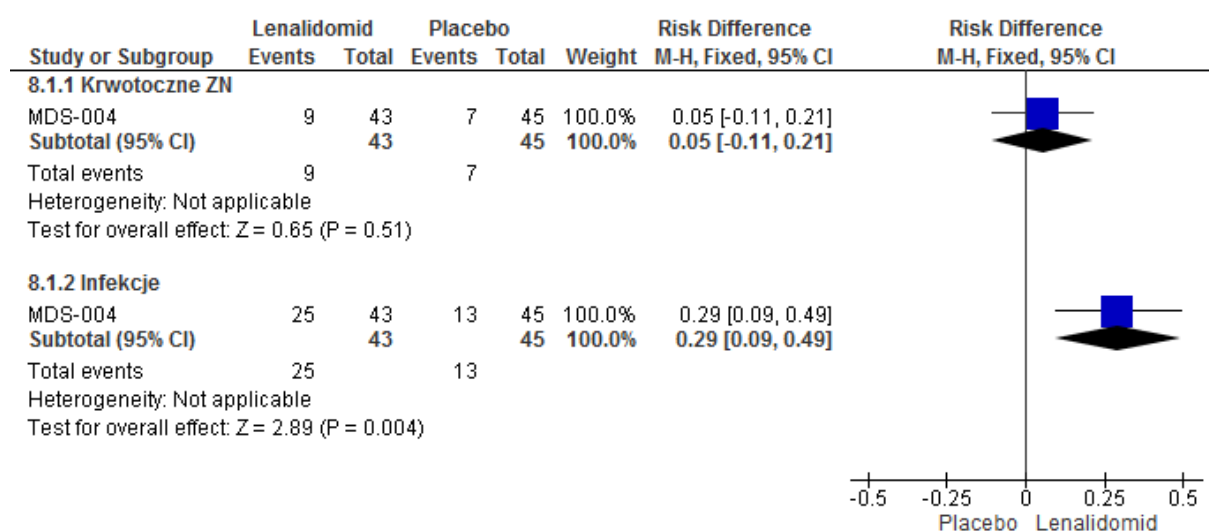 Lenalidomid Placebo Risk Difference Risk Difference
Study or Subgroup Events Total Events Total Weight M-H, Fixed, 95% CI M-H, Fixed, 95% CI
8.1.1 Krwotoczne ZN
MDS-004 9 43 7 45 100.0% 0.05 [-0.11, 0.21]
Subtotal (95% CI) 43 45 100.0% 0.05 [-0.11, 0.21]
Total events 9 7
Heterogeneity: Not applicable
Test for overall effect: Z = 0.65 (P = 0.51)
8.1.2 Infekcje
MDS-004 25 43 13 45 100.0% 0.29 [0.09, 0.49]
Subtotal (95% CI) 43 45 100.0% 0.29 [0.09, 0.49]
Total events 25 13
Heterogeneity: Not applicable
Test for overall effect: Z = 2.89 (P = 0.004)
-0.5 -0.25 0 0.25 0.5
Placebo Lenalidomid